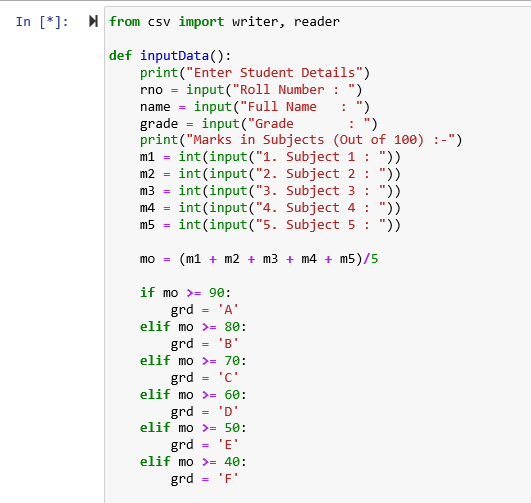 In [*]:
from csv import writer, reader
def inputData():
    print("Enter Student Details")
    rno = input("Roll Number : ")
    name = input("Full Name   : ")
    grade = input("Grade       : ")
    print("Marks in Subjects (Out of 100) :-")
    m1 = int(input("1. Subject 1 : "))
    m2 = int(input("2. Subject 2 : "))
    m3 = int(input("3. Subject 3 : "))
    m4 = int(input("4. Subject 4 : "))
    m5 = int(input("5. Subject 5 : "))
    mo = (m1 + m2 + m3 + m4 + m5)/5
    if mo >= 90:
        grd = 'A'
    elif mo >= 80:
        grd = 'B'
    elif mo >= 70:
        grd = 'C'
    elif mo >= 60:
        grd = 'D'
    elif mo >= 50:
        grd = 'E'
    elif mo >= 40:
        grd = 'F'